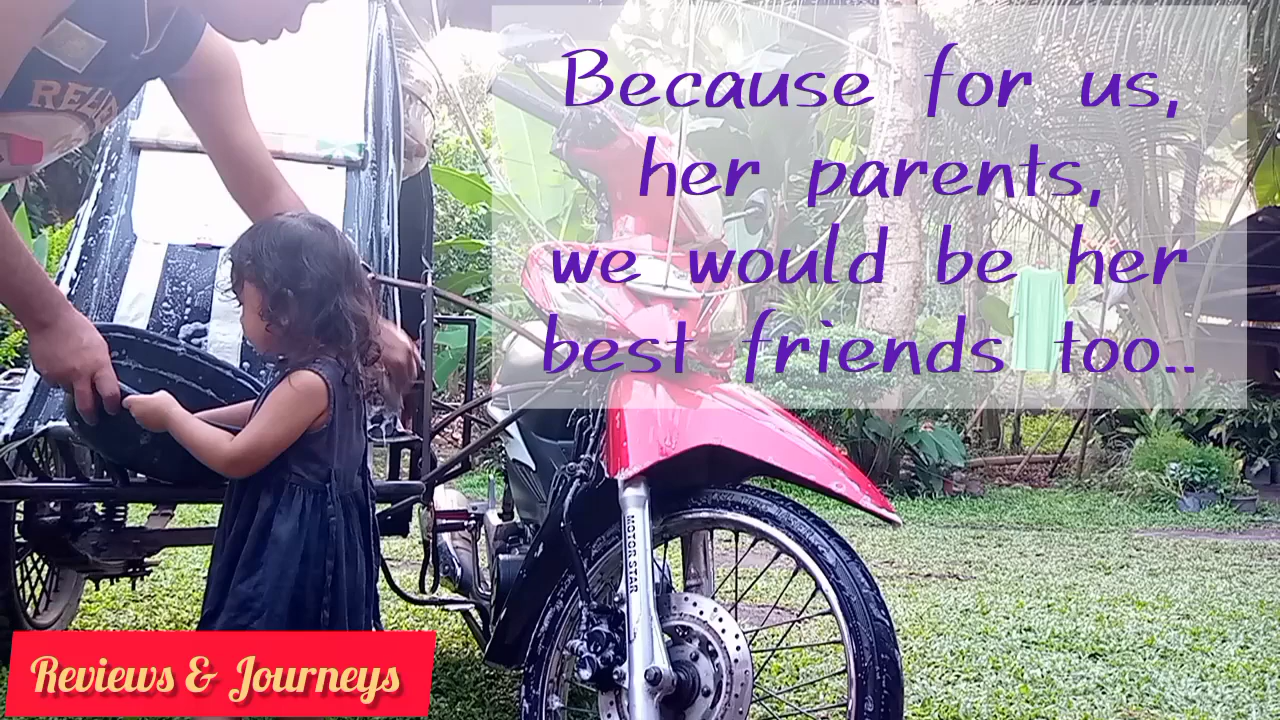 Because for us,
her parents,
we would be her
best friends too..
MOTOR STAR
Reviews & Journeys